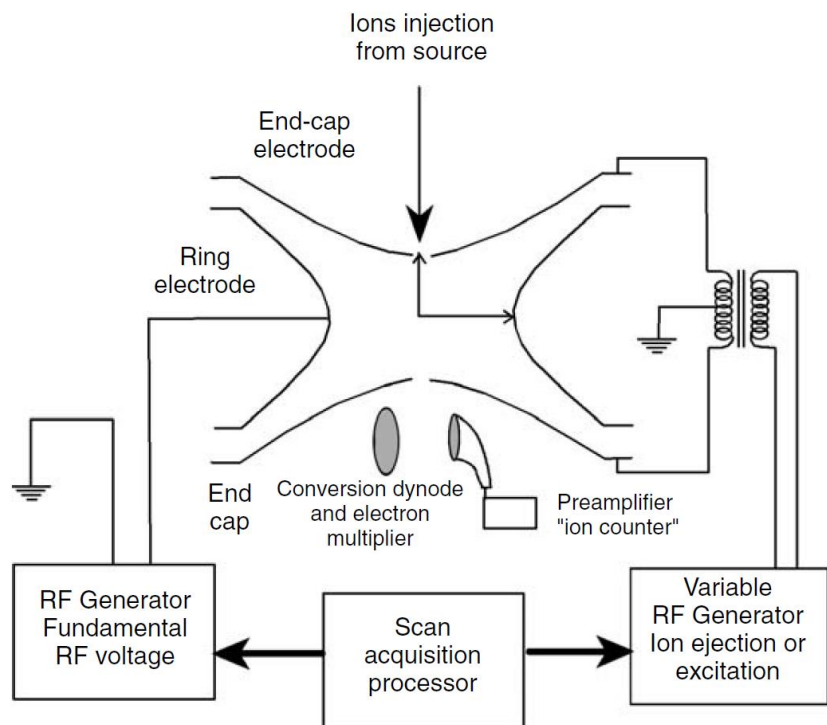 Ions injection
from source
End-cap
electrode
Ring
electrode
End
cap
Conversion dynode
and electron
multiplier
Preamplifier
"ion counter"
RF Generator
Fundamental
RF voltage
Scan
acquisition
processor
Variable
RF Generator
Ion ejection or
excitation